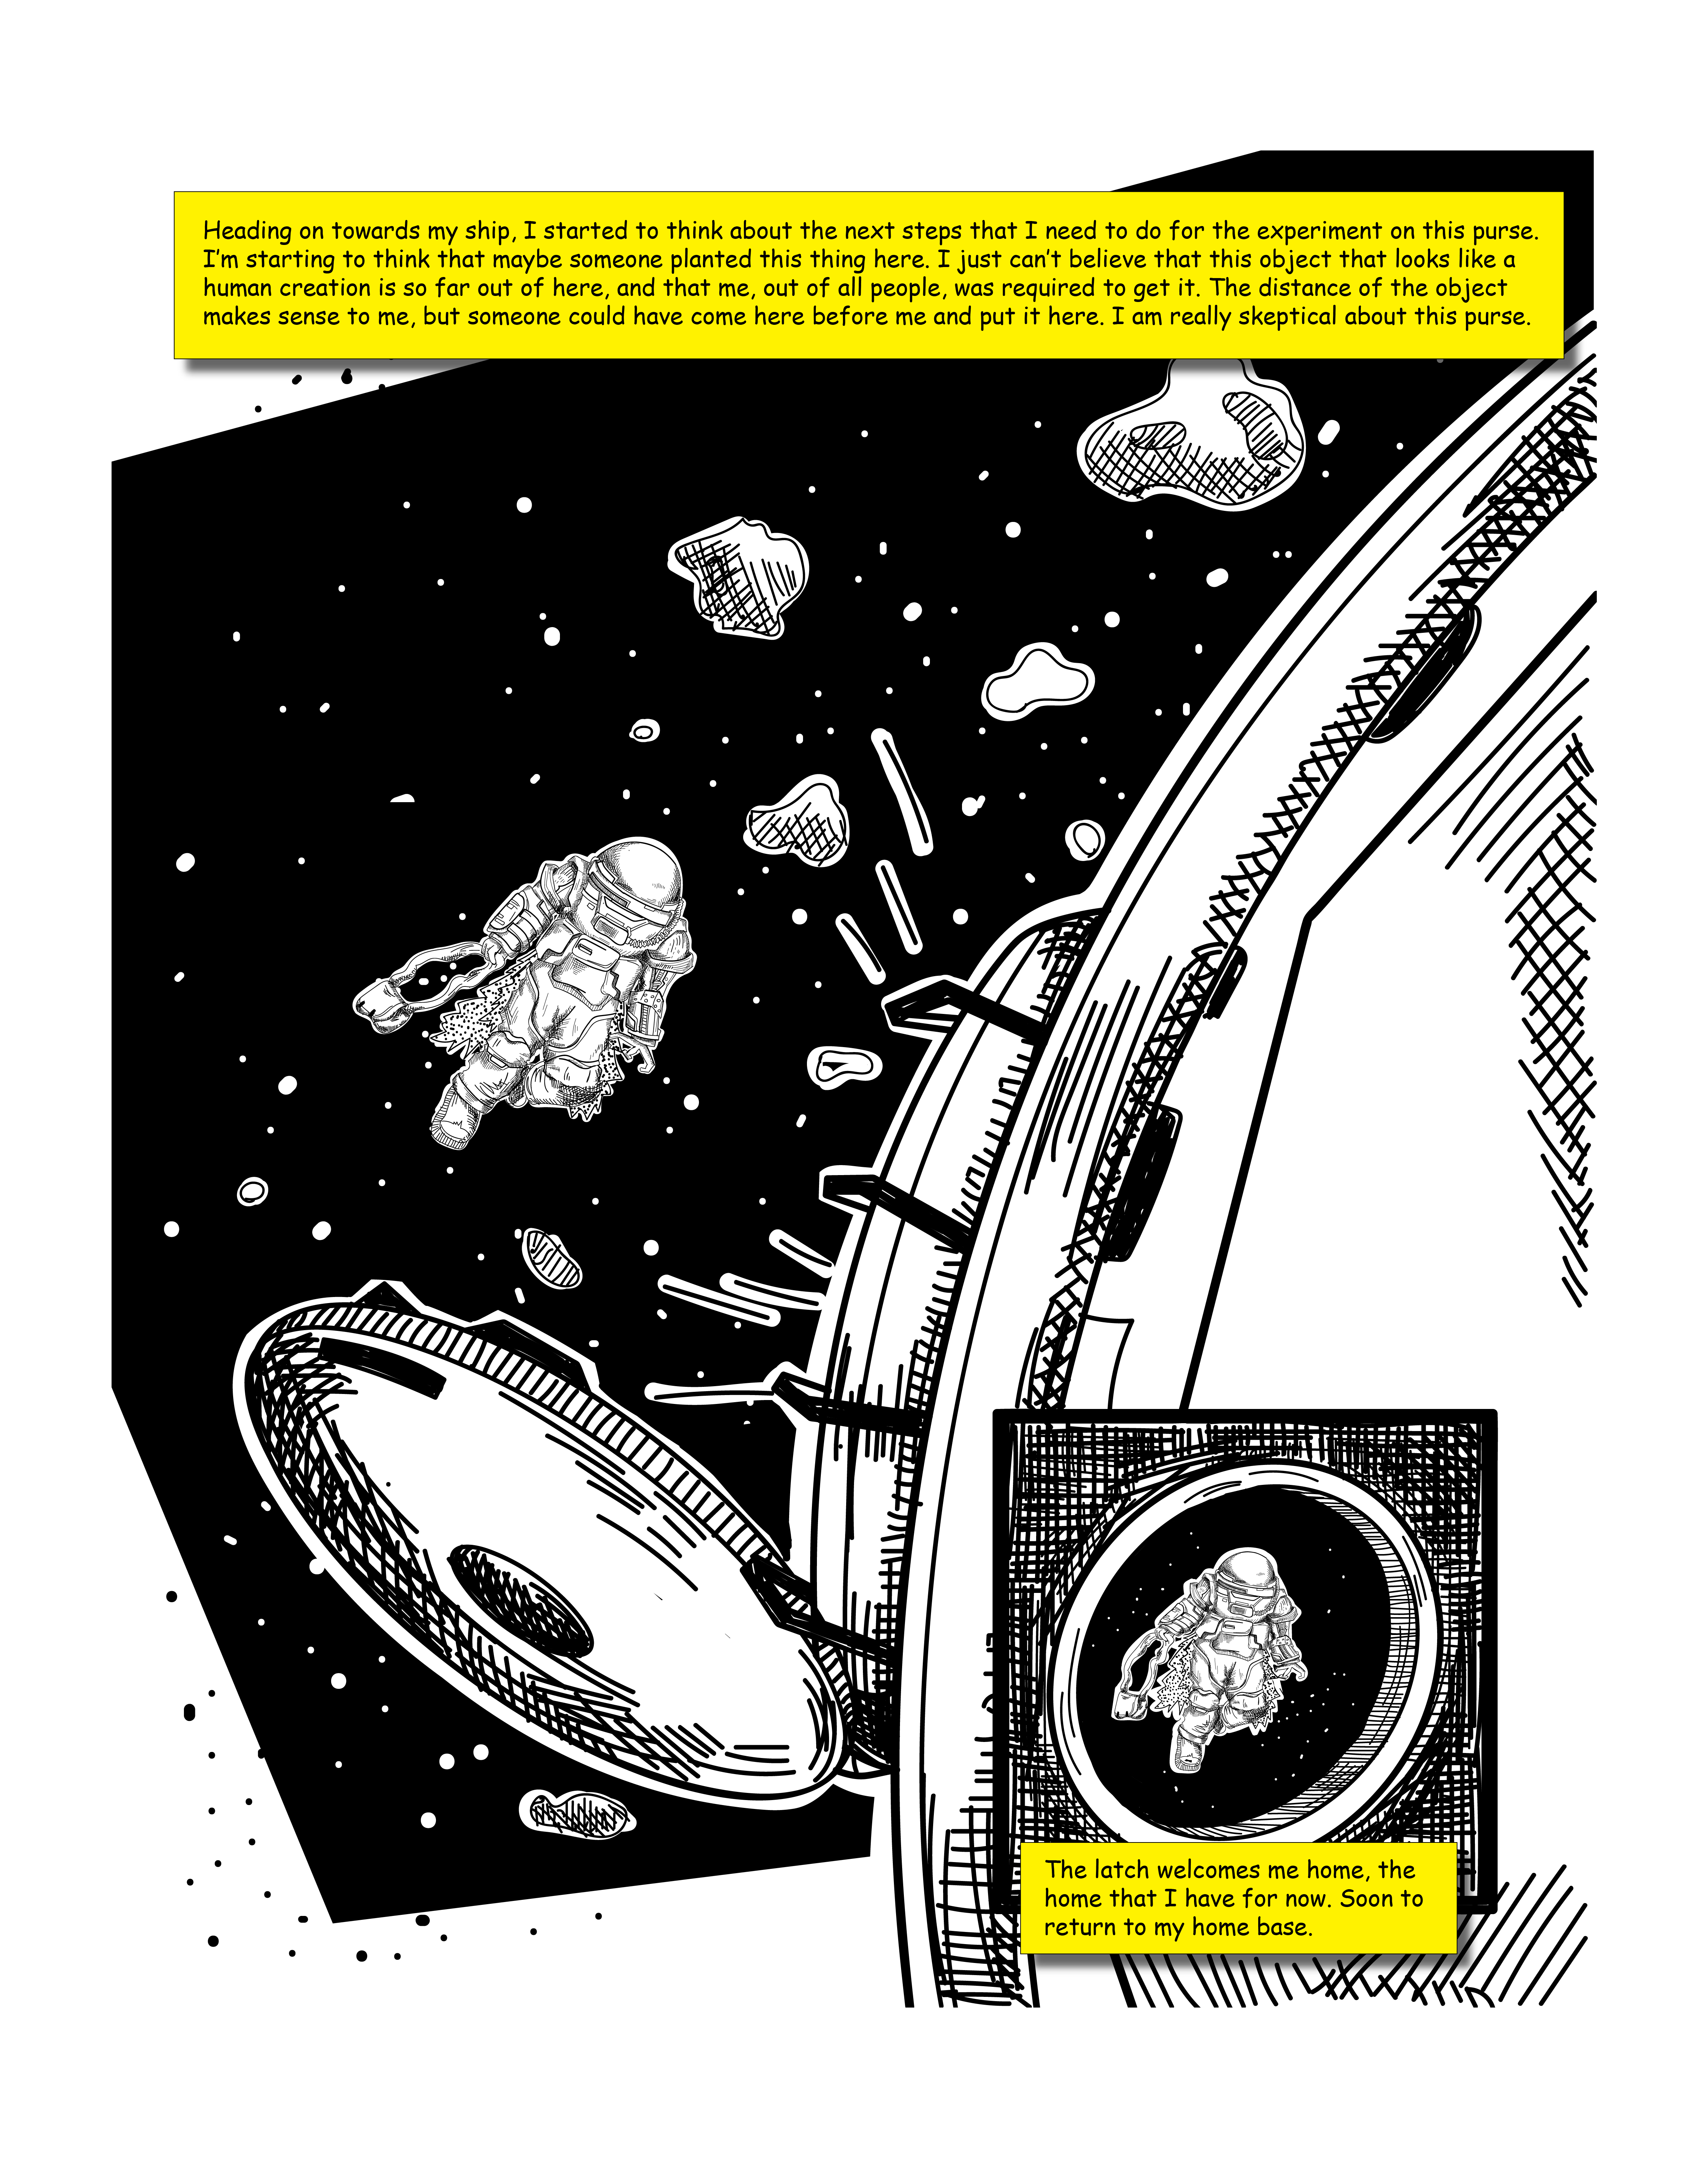 Heading on towards my ship, I started to think about the next steps that I need to do for the experiment on this purse.
I'm starting to think that maybe someone planted this thing here. I just can't believe that this object that looks like a
human creation is so far out of here, and that me, out of all people, was required to get it. The distance of the object
makes sense to me, but someone could have come here before me and put it here. I am really skeptical about this purse.
The latch welcomes me home, the
home that I have for now. Soon to
return to my home base.